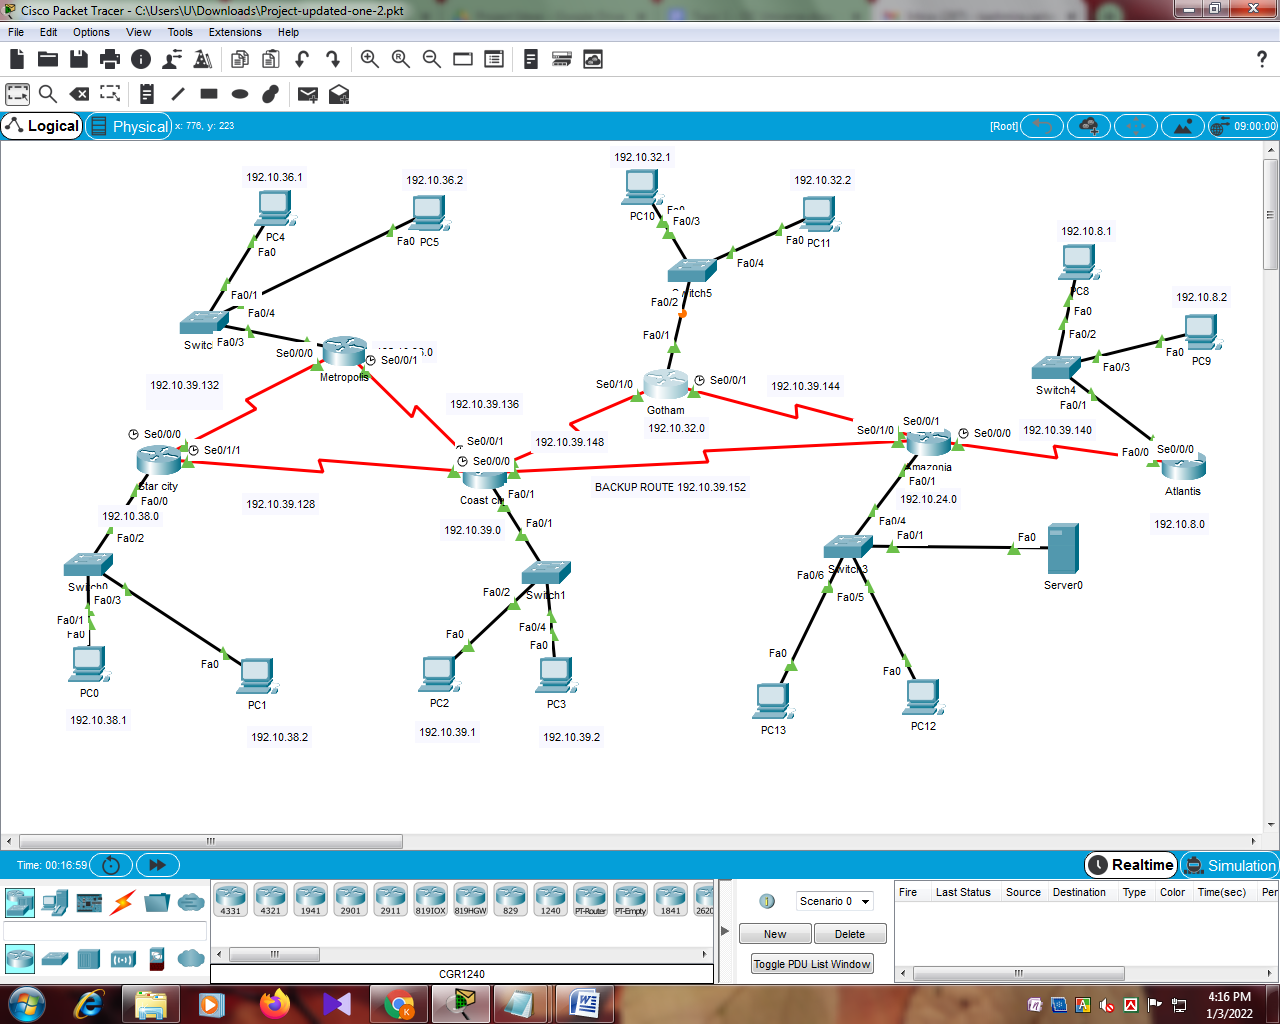 Cisco Packet Tracer - C:\Users\U\Downloads\Project-updated-one-2.pkt
File Edit Options View Tools Extensions Help
Logical Physical x: 776, y: 223 [Root] 09:00:00
192.10.36.1
192.10.36.2
192.10.32.1
192.10.32.2
192.10.8.1
192.10.8.2
PC4
Fa0
Fa0 PC5
PC10
Fa0
Fa0/3
Fa0 PC11
Fa0/4
Switch5
Fa0/2
Fa0/1
PC8
Fa0
Fa0/2
Fa0 PC9
Fa0/3
Switch4
Fa0/1
Fa0/1
Fa0/4
Fa0/3
Se0/0/0
Se0/0/1
Metropolis
192.10.39.132
192.10.39.136
Se0/1/0
Se0/0/1
Gotham
192.10.32.0
192.10.39.144
Se0/0/1
Se0/1/0
Se0/0/0
192.10.39.140
Se0/0/0
Fa0/0
Atlantis
192.10.8.0
Amazonia
Fa0/1
192.10.24.0
Se0/0/0
Se0/1/1
Star city
Fa0/0
192.10.38.0
Fa0/2
192.10.39.128
Se0/0/1
Se0/0/0
192.10.39.148
BACKUP ROUTE 192.10.39.152
Fa0/1
192.10.39.0
Fa0/1
Switch0
Fa0/3
Fa0/1
Fa0
PC0
192.10.38.1
Fa0
PC1
192.10.38.2
Switch1
Fa0/2
Fa0/4
Fa0
Fa0
PC2
PC3
192.10.39.1
192.10.39.2
Fa0/4
Fa0/1
Fa0
Server0
Switch3
Fa0/6
Fa0/5
Fa0
Fa0
PC13
PC12
Time: 00:16:59 Realtime Simulation
4331 4321 1941 2901 2911 819IOX 819HGW 829 1240 PT-Router PT-Empty 1841 2620
CGR1240
Scenario 0
New Delete
Toggle PDU List Window
Fire Last Status Source Destination Type Color Time(sec) Per
4:16 PM
1/3/2022